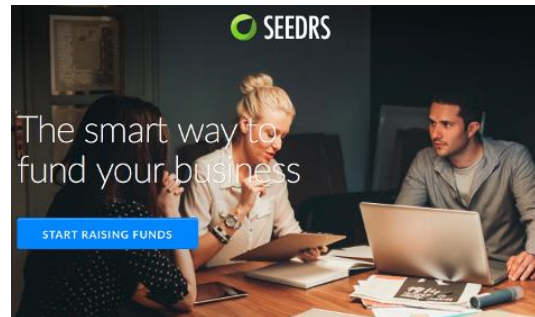 SEEDRS
The smart way to
fund your business
START RAISING FUNDS